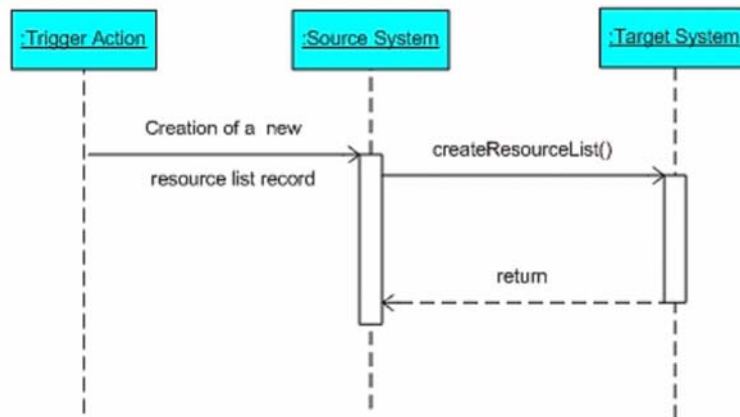 :Trigger Action
:Source System
:Target System
Creation of a new
resource list record
createResourceList()
return